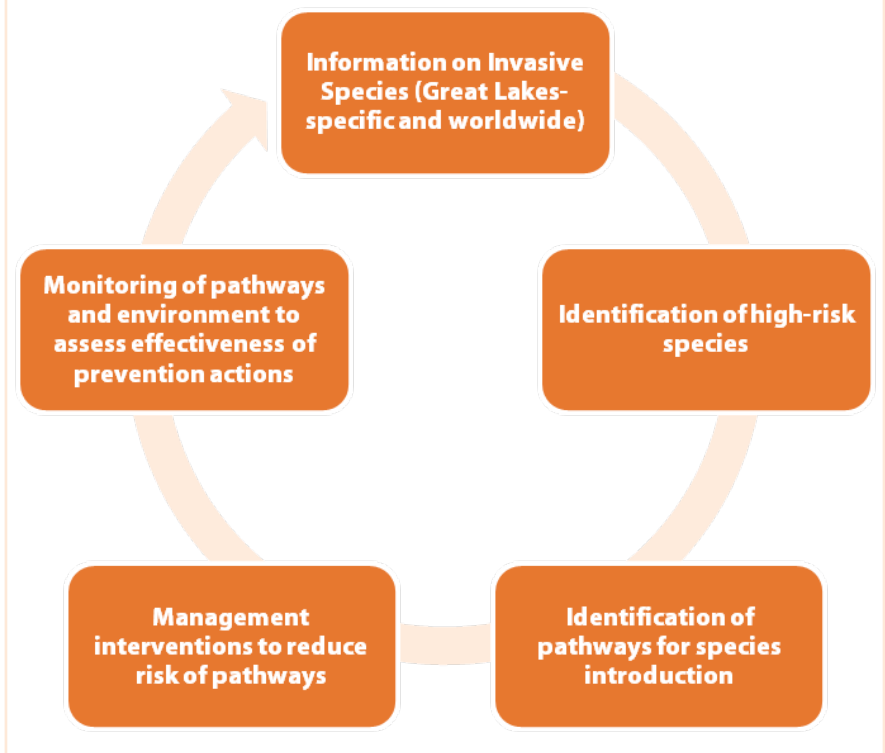 Information on Invasive
Species (Great Lakes-
specific and worldwide)
Identification of high-risk
species
Identification of
pathways for species
introduction
Management
interventions to reduce
risk of pathways
Monitoring of pathways
and environment to
assess effectiveness of
prevention actions